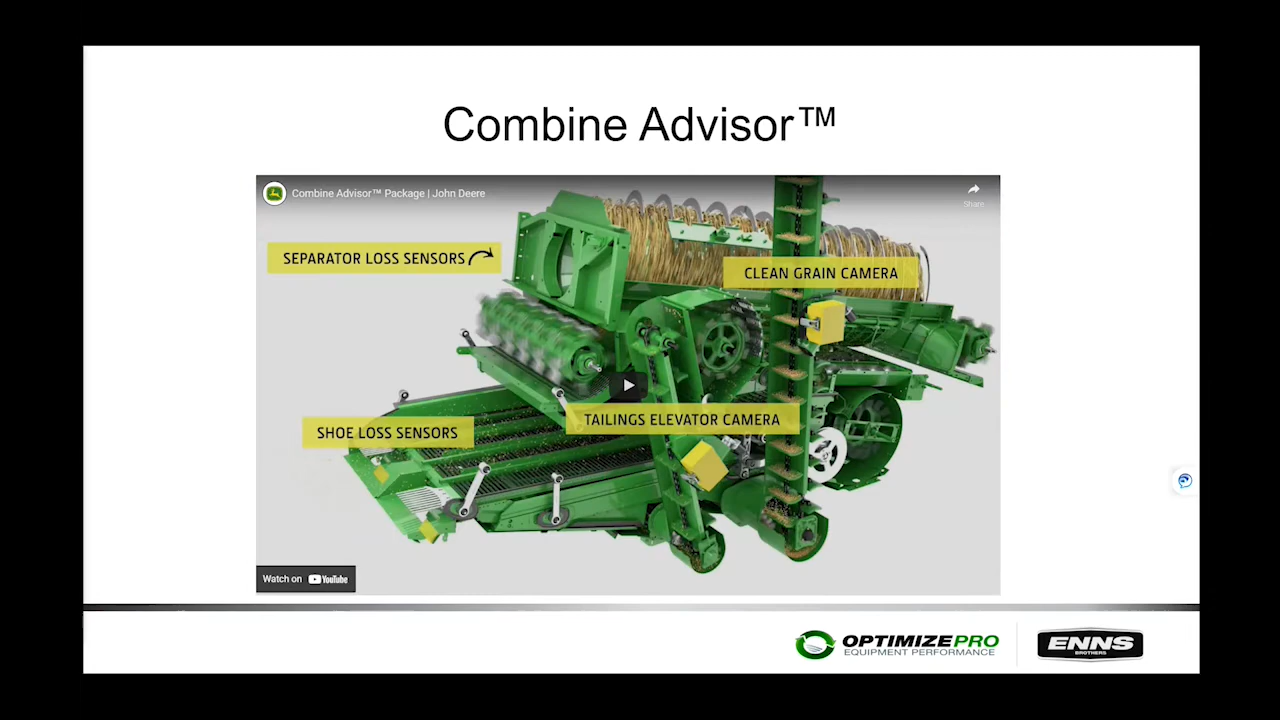 Combine Advisor™
Combine Advisor™ Package | John Deere
Share
SEPARATOR LOSS SENSORS
CLEAN GRAIN CAMERA
TAILINGS ELEVATOR CAMERA
SHOE LOSS SENSORS
Watch on YouTube
OPTIMIZEPRO
EQUIPMENT PERFORMANCE
ENNS
BROTHERS